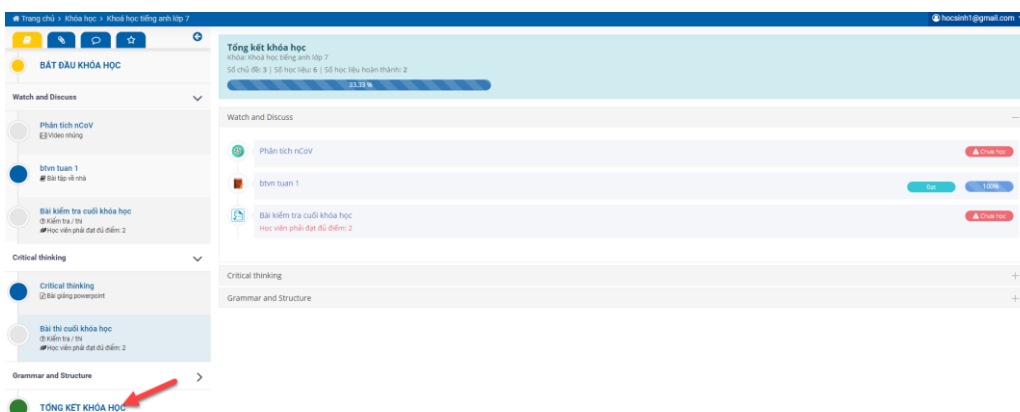 Trang chủ > Khóa học > Khoá học tiếng anh lớp 7
hocsinh1@gmail.com
BẮT ĐẦU KHÓA HỌC
Watch and Discuss
Phân tích nCoV
Video nhúng
btvn tuan 1
Bài tập về nhà
Bài kiểm tra cuối khóa học
Kiểm tra / thi
Học viên phải đạt đủ điểm: 2
Critical thinking
Critical thinking
Bài giảng powerpoint
Bài thi cuối khóa học
Kiểm tra / thi
Học viên phải đạt đủ điểm: 2
Grammar and Structure
TỔNG KẾT KHÓA HỌC
Tổng kết khóa học
Khóa: Khoá học tiếng anh lớp 7
Số chủ đề: 3 | Số học liệu: 6 | Số học liệu hoàn thành: 2
33.33 %
Watch and Discuss
Phân tích nCoV
Chưa học
btvn tuan 1
Đạt
100%
Bài kiểm tra cuối khóa học
Học viên phải đạt đủ điểm: 2
Chưa học
Critical thinking
Grammar and Structure